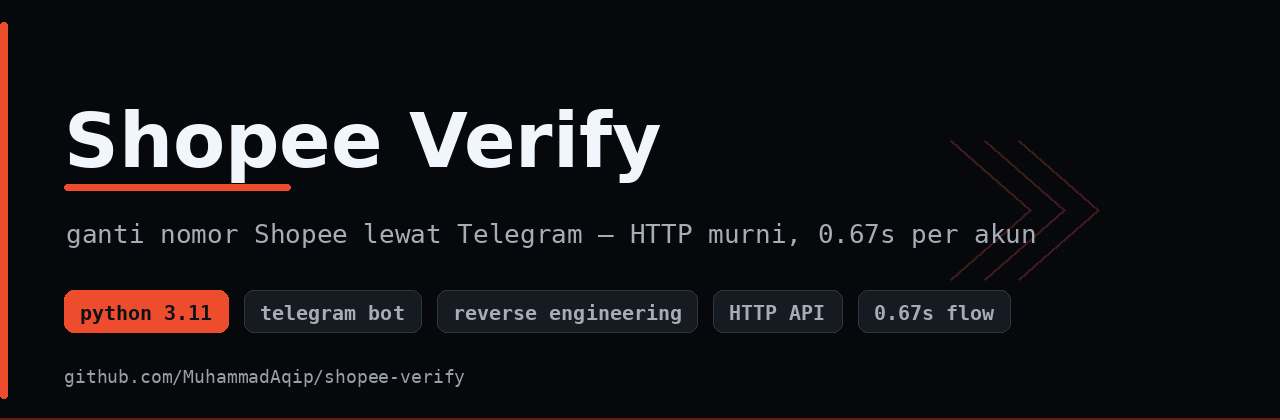 Shopee Verify
ganti nomor Shopee lewat Telegram — HTTP murni, 0.67s per akun
python 3.11 telegram bot reverse engineering HTTP API 0.67s flow
github.com/MuhammadAqip/shopee-verify